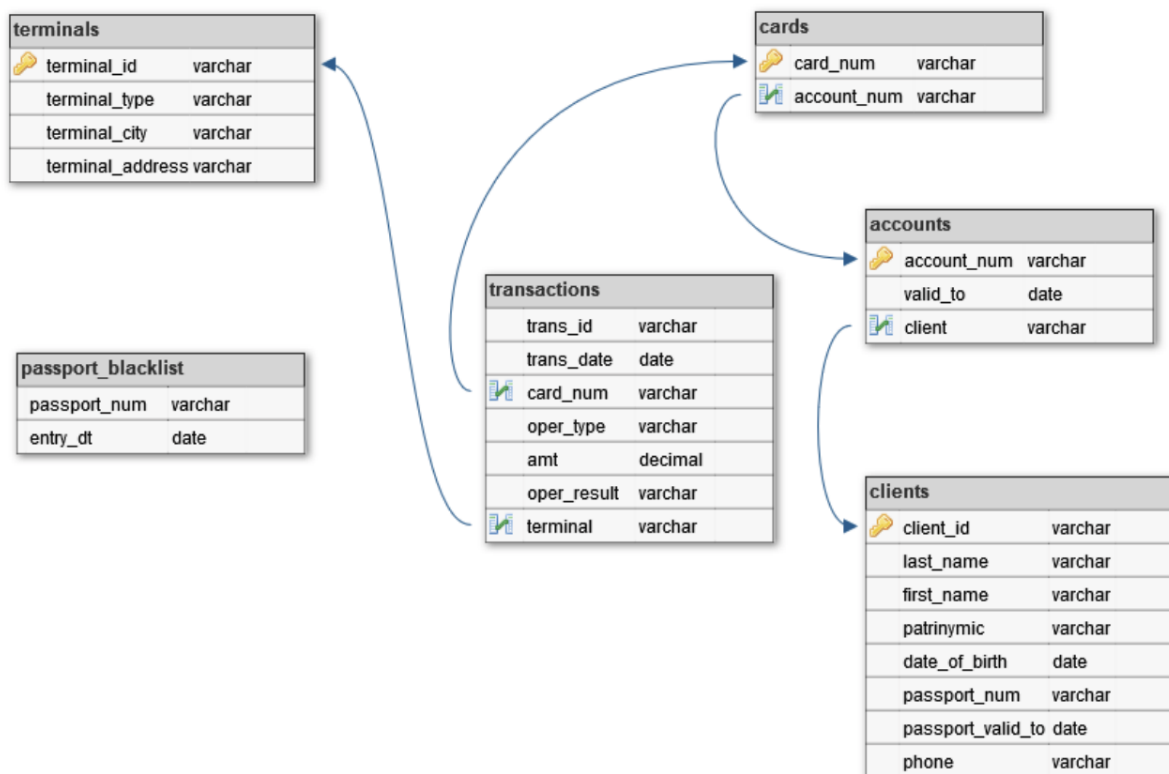 terminals
terminal_id varchar
terminal_type varchar
terminal_city varchar
terminal_address varchar
cards
card_num varchar
account_num varchar
accounts
account_num varchar
valid_to date
client varchar
transactions
trans_id varchar
trans_date date
card_num varchar
oper_type varchar
amt decimal
oper_result varchar
terminal varchar
passport_blacklist
passport_num varchar
entry_dt date
clients
client_id varchar
last_name varchar
first_name varchar
patrinymic varchar
date_of_birth date
passport_num varchar
passport_valid_to date
phone varchar